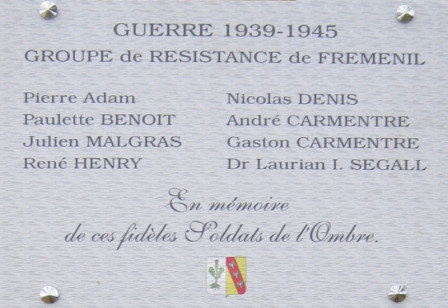 GUERRE 1939-1945
GROUPE de RESISTANCE de FREMENIL
Pierre Adam
Paulette BENOIT
Julien MALGRAS
René HENRY
Nicolas DENIS
André CARMENTRE
Gaston CARMENTRE
Dr Laurian I. SEGALL
En mémoire
de ces fidèles Soldats de l'Ombre.